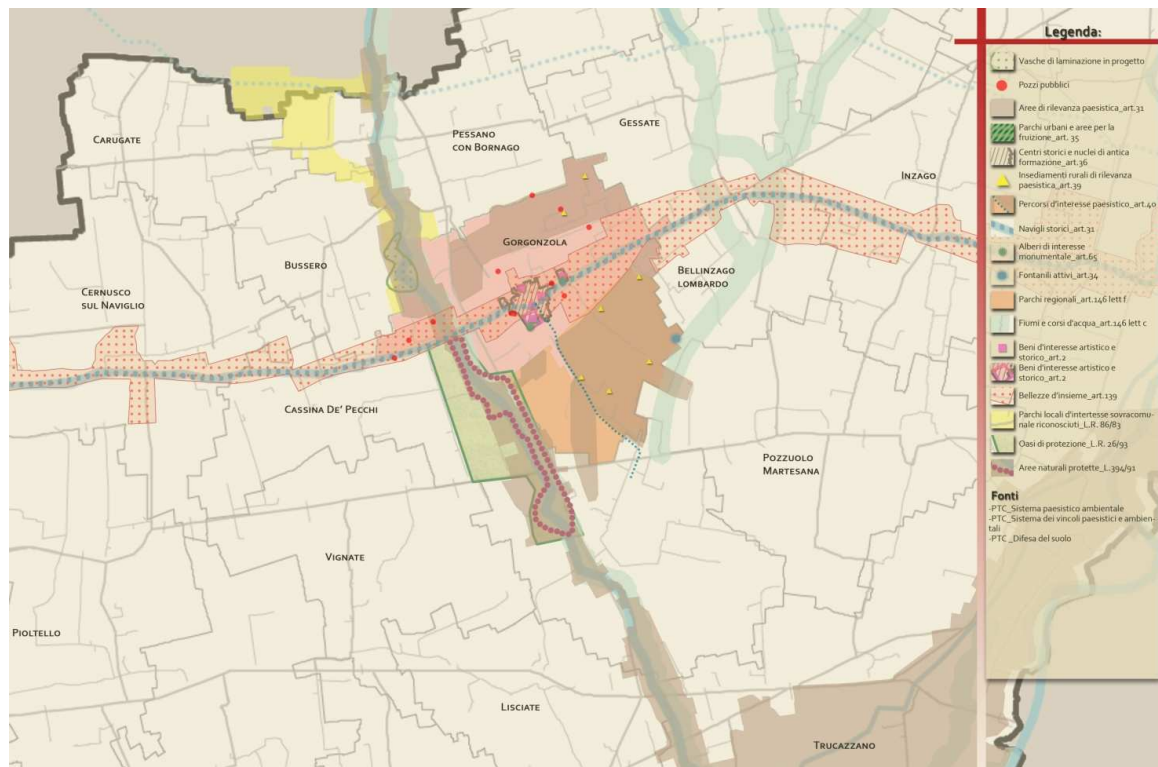 Legenda:
Vasche di laminazione in progetto
Pozzi pubblici
Aree di rilevanza paesistica_art.31
Parchi urbani e aree per la
fruizione_art. 35
Centri storici e nuclei di antica
formazione_art.36
Insediamenti rurali di rilevanza
paesistica_art.39
Percorsi d'interesse paesistico_art.40
Navigli storici_art.31
Alberi di interesse
monumentale_art.65
Fontanili attivi_art.34
Parchi regionali_art.146 lett f
Fiumi e corsi d'acqua_art.146 lett c
Beni d'interesse artistico e
storico_art.2
Beni d'interesse artistico e
storico_art.2
Bellezze d'insieme_art.139
Parchi locali d'intertesse sovracomu-
nale riconosciuti_L.R. 86/83
Oasi di protezione_L.R. 26/93
Aree naturali protette_L.394/91
Fonti
-PTC_Sistema paesistico ambientale
-PTC_Sistema dei vincoli paesistici e ambien-
tali
-PTC_Difesa del suolo
CARUGATE
PESSANO
CON BORNAGO
GESSATE
INZAGO
GORGONZOLA
BUSSERO
BELLINZAGO
LOMBARDO
CERNUSCO
SUL NAVIGLIO
CASSINA DE' PECCHI
POZZUOLO
MARTESANA
VIGNATE
PIOLTELLO
LISCIATE
TRUCAZZANO